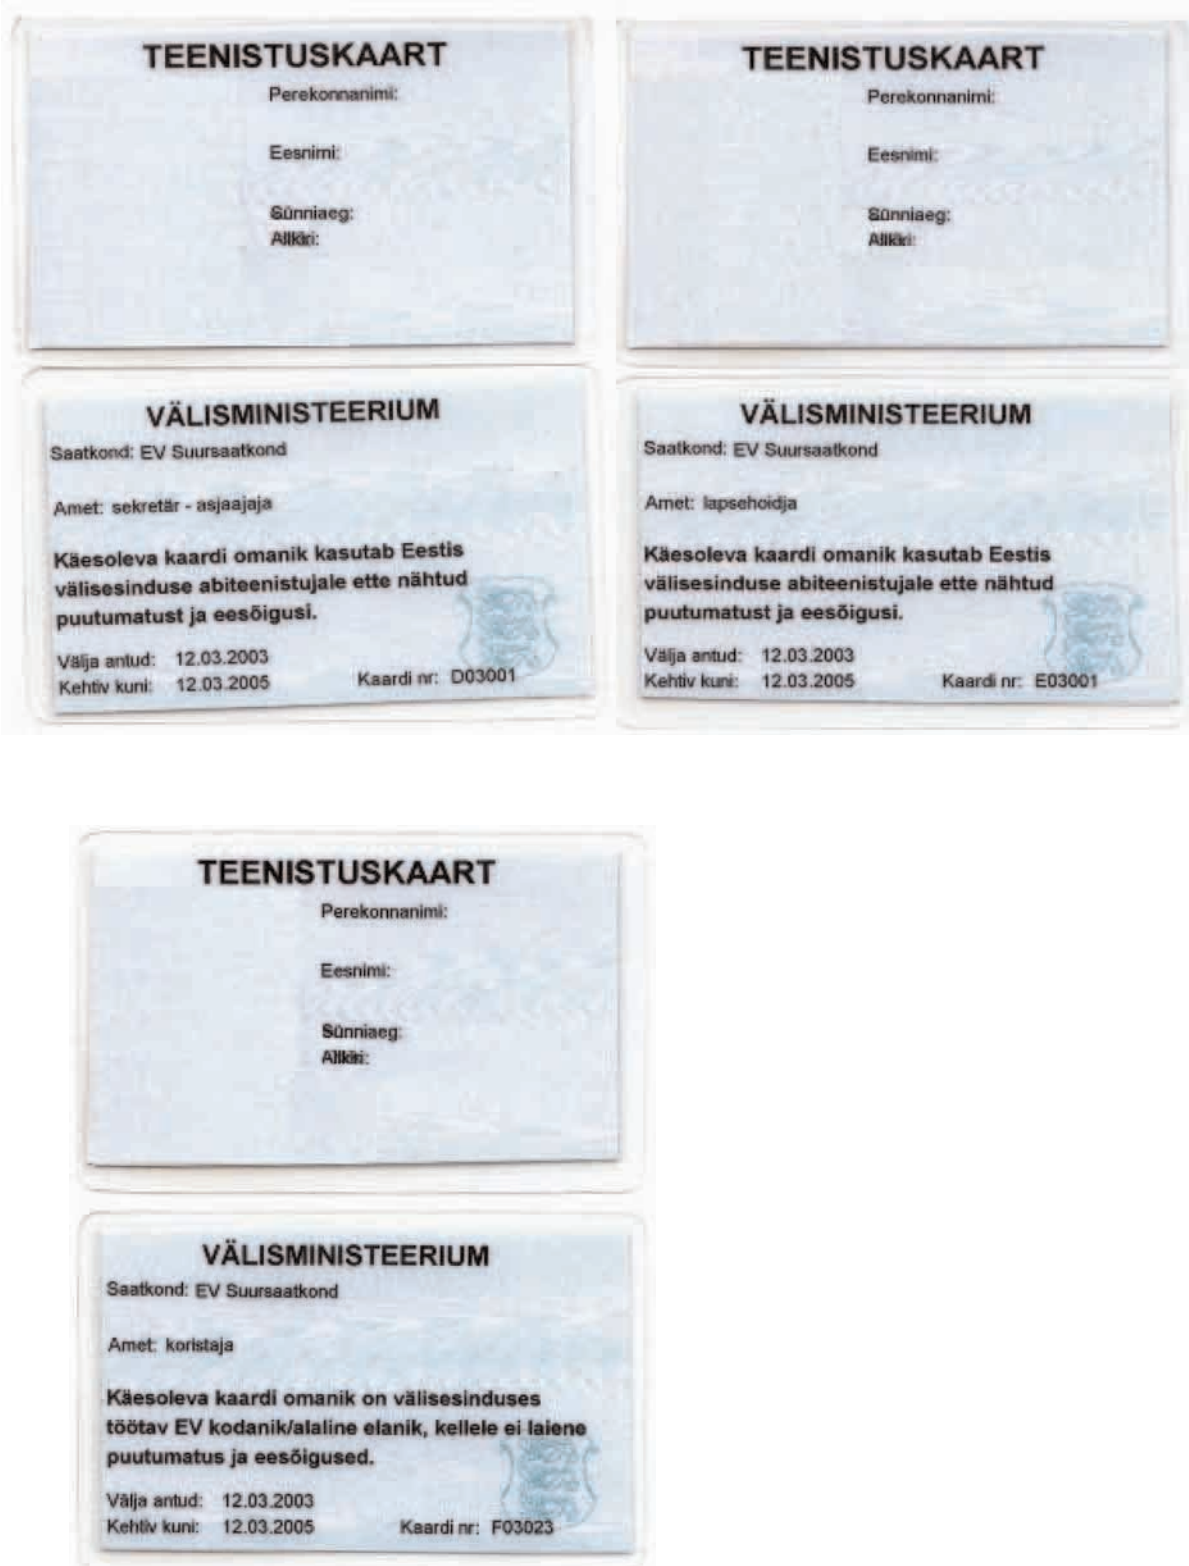 TEENISTUSKAART
Perekonnanimi:
Eesnimi:
Sünniaeg:
Allkiri:
VÄLISMINISTEERIUM
Saatkond: EV Suursaatkond
Amet: sekretär - asjaajaja
Käesoleva kaardi omanik kasutab Eestis
välisesinduse abiteenistujale ette nähtud
puutumatust ja eesõigusi.
Välja antud: 12.03.2003
Kehtiv kuni: 12.03.2005 Kaardi nr: D03001
TEENISTUSKAART
Perekonnanimi:
Eesnimi:
Sünniaeg:
Allkiri:
VÄLISMINISTEERIUM
Saatkond: EV Suursaatkond
Amet: lapsehoidja
Käesoleva kaardi omanik kasutab Eestis
välisesinduse abiteenistujale ette nähtud
puutumatust ja eesõigusi.
Välja antud: 12.03.2003
Kehtiv kuni: 12.03.2005 Kaardi nr: E03001
TEENISTUSKAART
Perekonnanimi:
Eesnimi:
Sünniaeg:
Allkiri:
VÄLISMINISTEERIUM
Saatkond: EV Suursaatkond
Amet: koristaja
Käesoleva kaardi omanik on välisesinduses
töötav EV kodanik/alaline elanik, kellele ei laiene
puutumatus ja eesõigused.
Välja antud: 12.03.2003
Kehtiv kuni: 12.03.2005 Kaardi nr: F03023